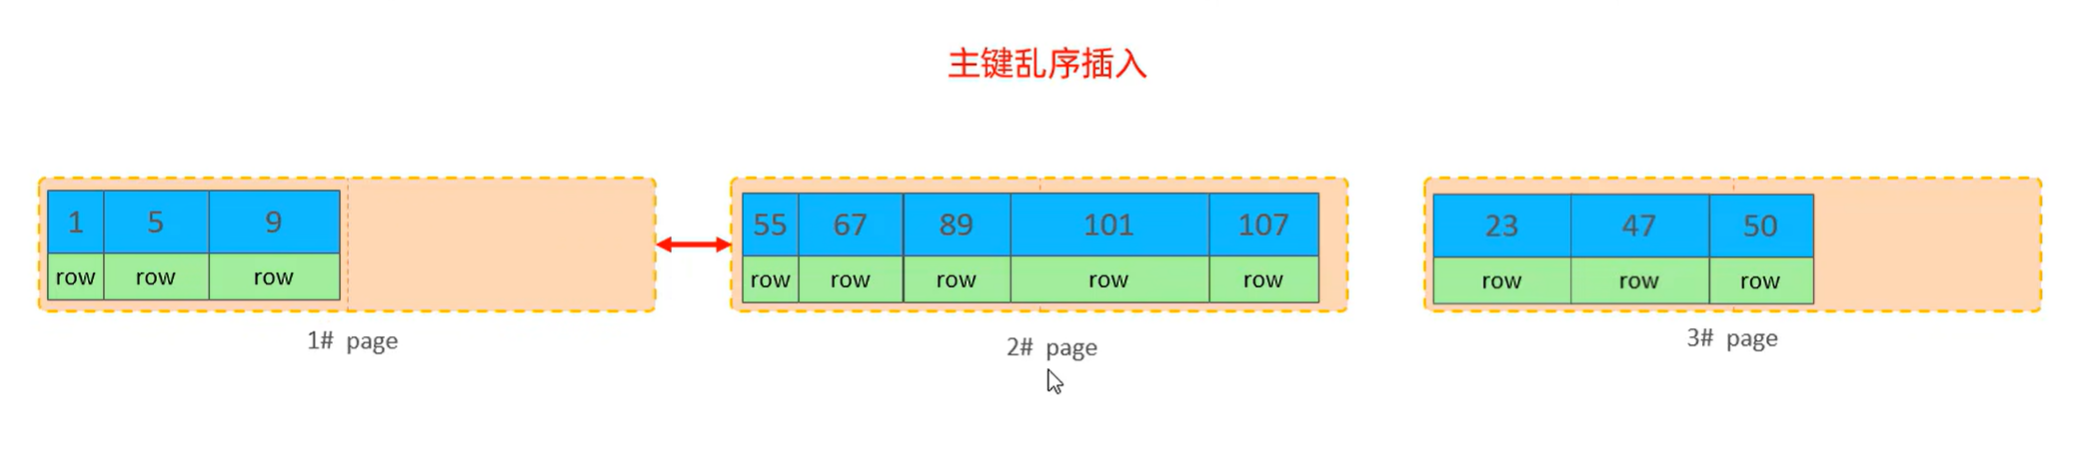 主键乱序插入
1 5 9
row row row
1# page
55 67 89 101 107
row row row row row
2# page
23 47 50
row row row
3# page